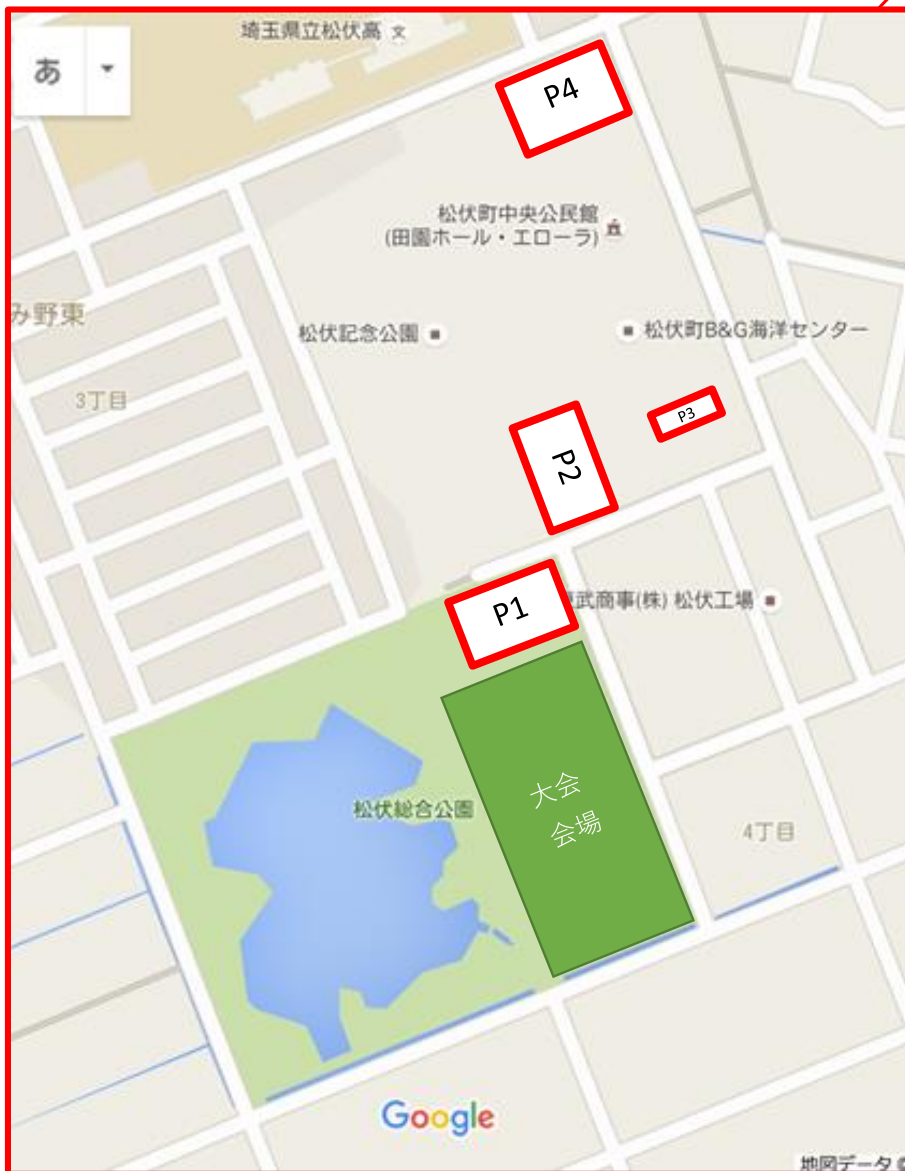 埼玉県立松伏高 文
あ
P4
松伏町中央公民館
(田園ホール・エローラ)
み野東
松伏記念公園
松伏町B&G海洋センター
3丁目
P3
P2
P1
武商事(株) 松伏工場
大会
会場
松伏総合公園
4丁目
Google
地図データ ©